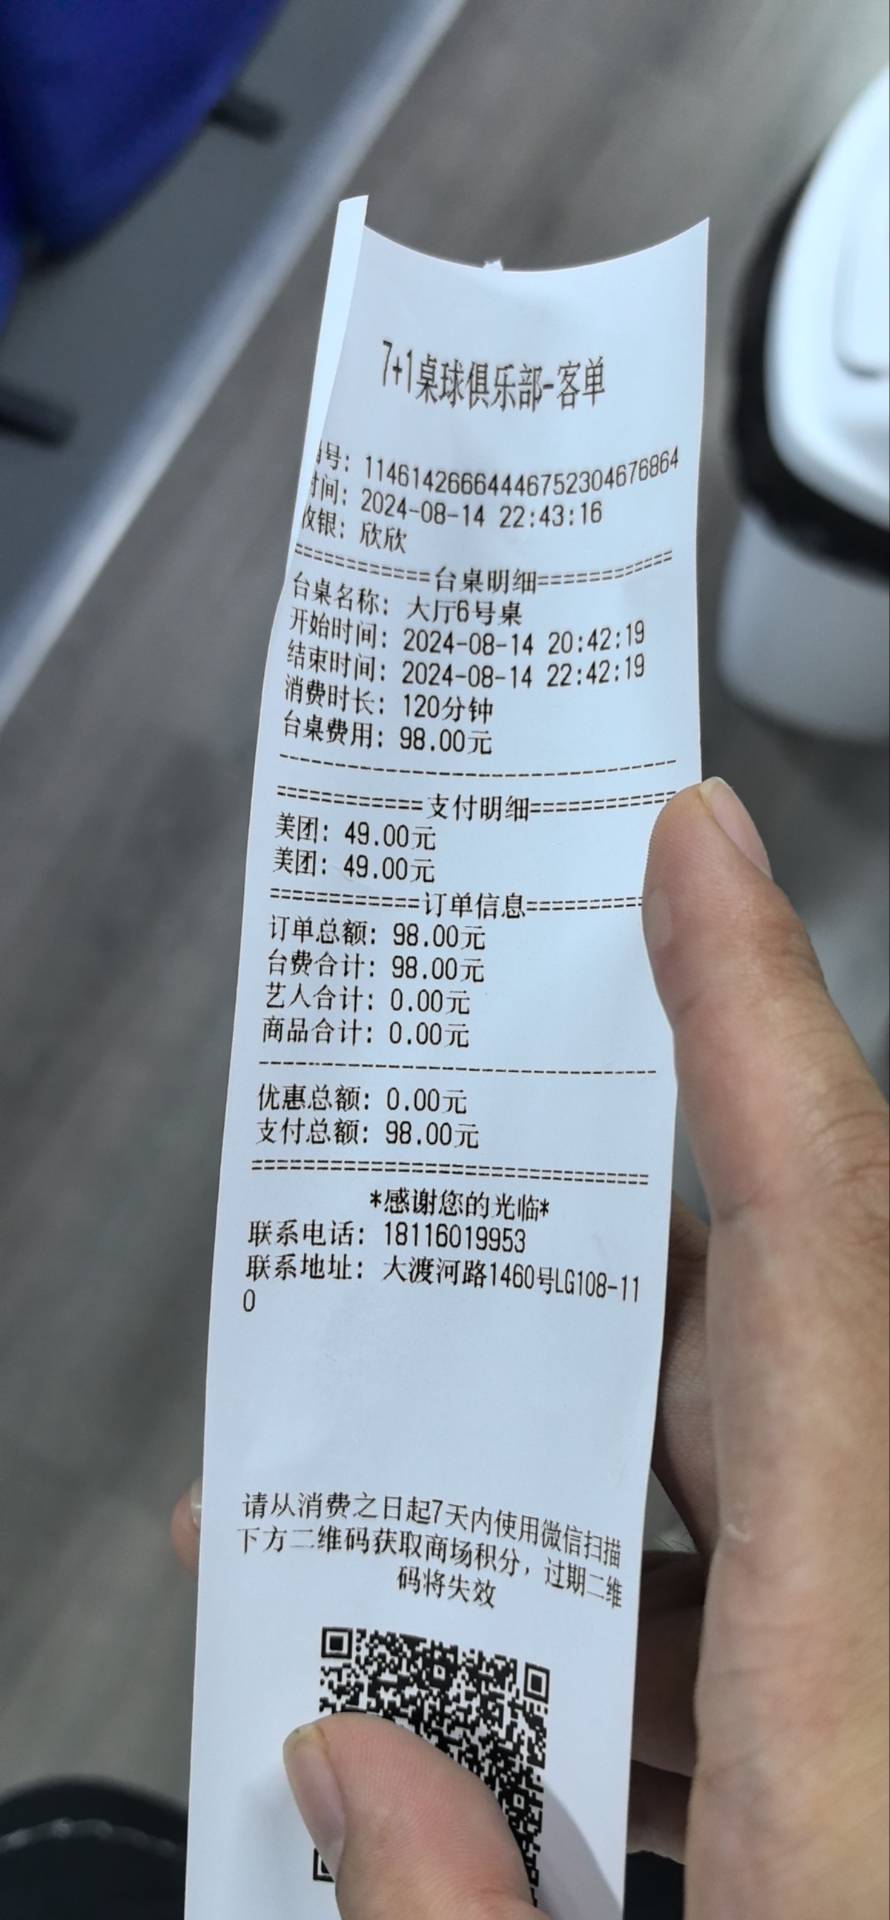 7+1桌球俱乐部-客单
号: 11461426664446752304676864
时间: 2024-08-14 22:43:16
收银: 欣欣
============台桌明细============
台桌名称: 大厅6号桌
开始时间: 2024-08-14 20:42:19
结束时间: 2024-08-14 22:42:19
消费时长: 120分钟
台桌费用: 98.00元
--------------------------------
============支付明细============
美团: 49.00元
美团: 49.00元
============订单信息==========
订单总额: 98.00元
台费合计: 98.00元
艺人合计: 0.00元
商品合计: 0.00元
--------------------------------
优惠总额: 0.00元
支付总额: 98.00元
================================
*感谢您的光临*
联系电话: 18116019953
联系地址: 大渡河路1460号LG108-11
0
请从消费之日起7天内使用微信扫描
下方二维码获取商场积分，过期二维
码将失效